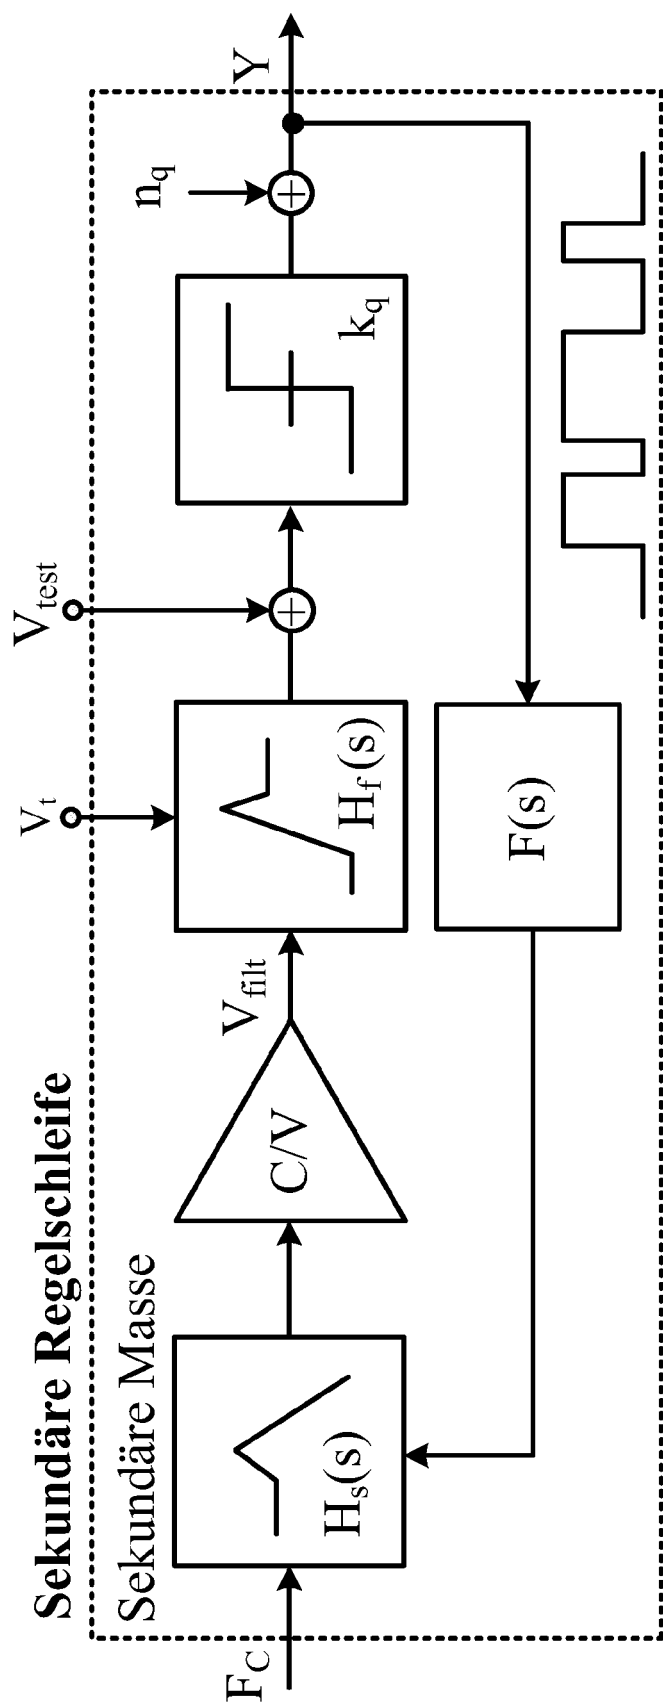 Sekundäre Regelschleife
Sekundäre Masse
F_C
H_s(s)
C/V
V_filt
V_t
H_f(s)
V_test
k_q
n_q
Y
F(s)